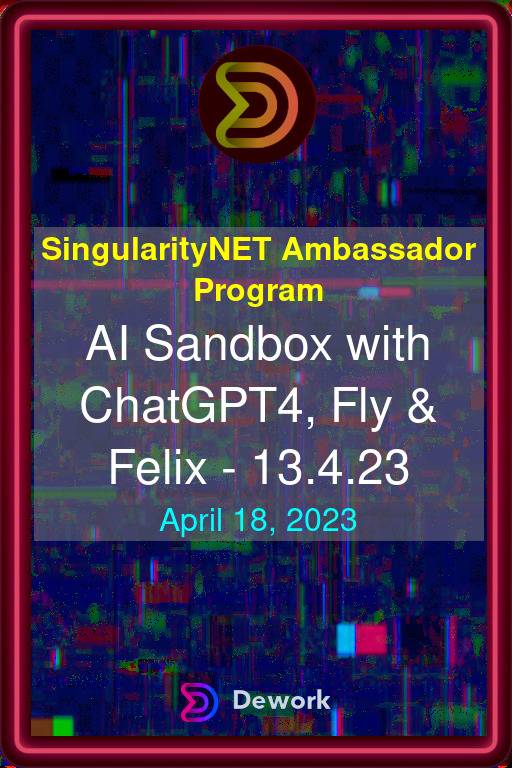 SingularityNET Ambassador
Program
AI Sandbox with
ChatGPT4, Fly &
Felix - 13.4.23
April 18, 2023
Dework